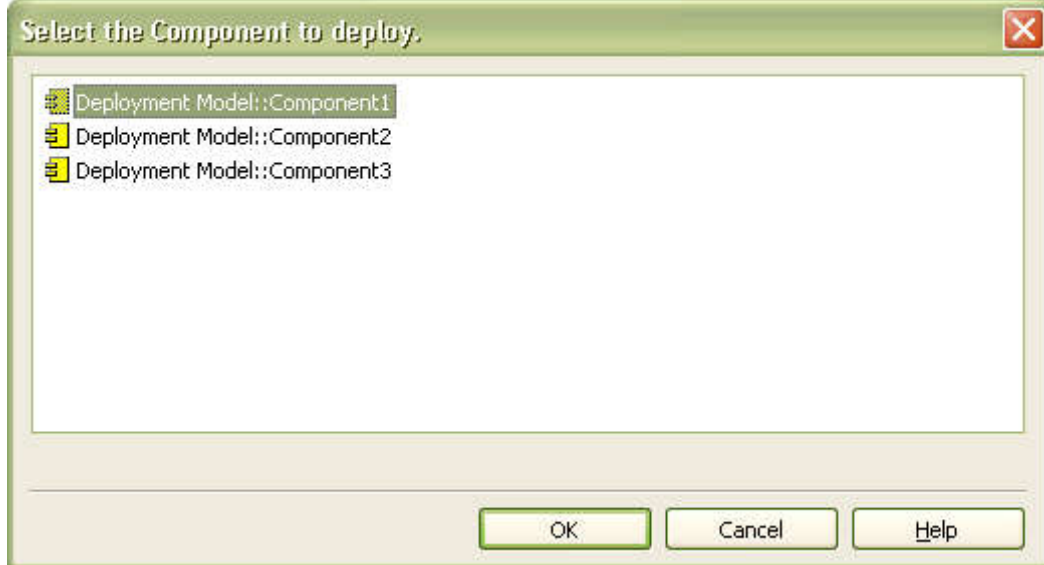 Select the Component to deploy.
Deployment Model::Component1
Deployment Model::Component2
Deployment Model::Component3
OK Cancel Help